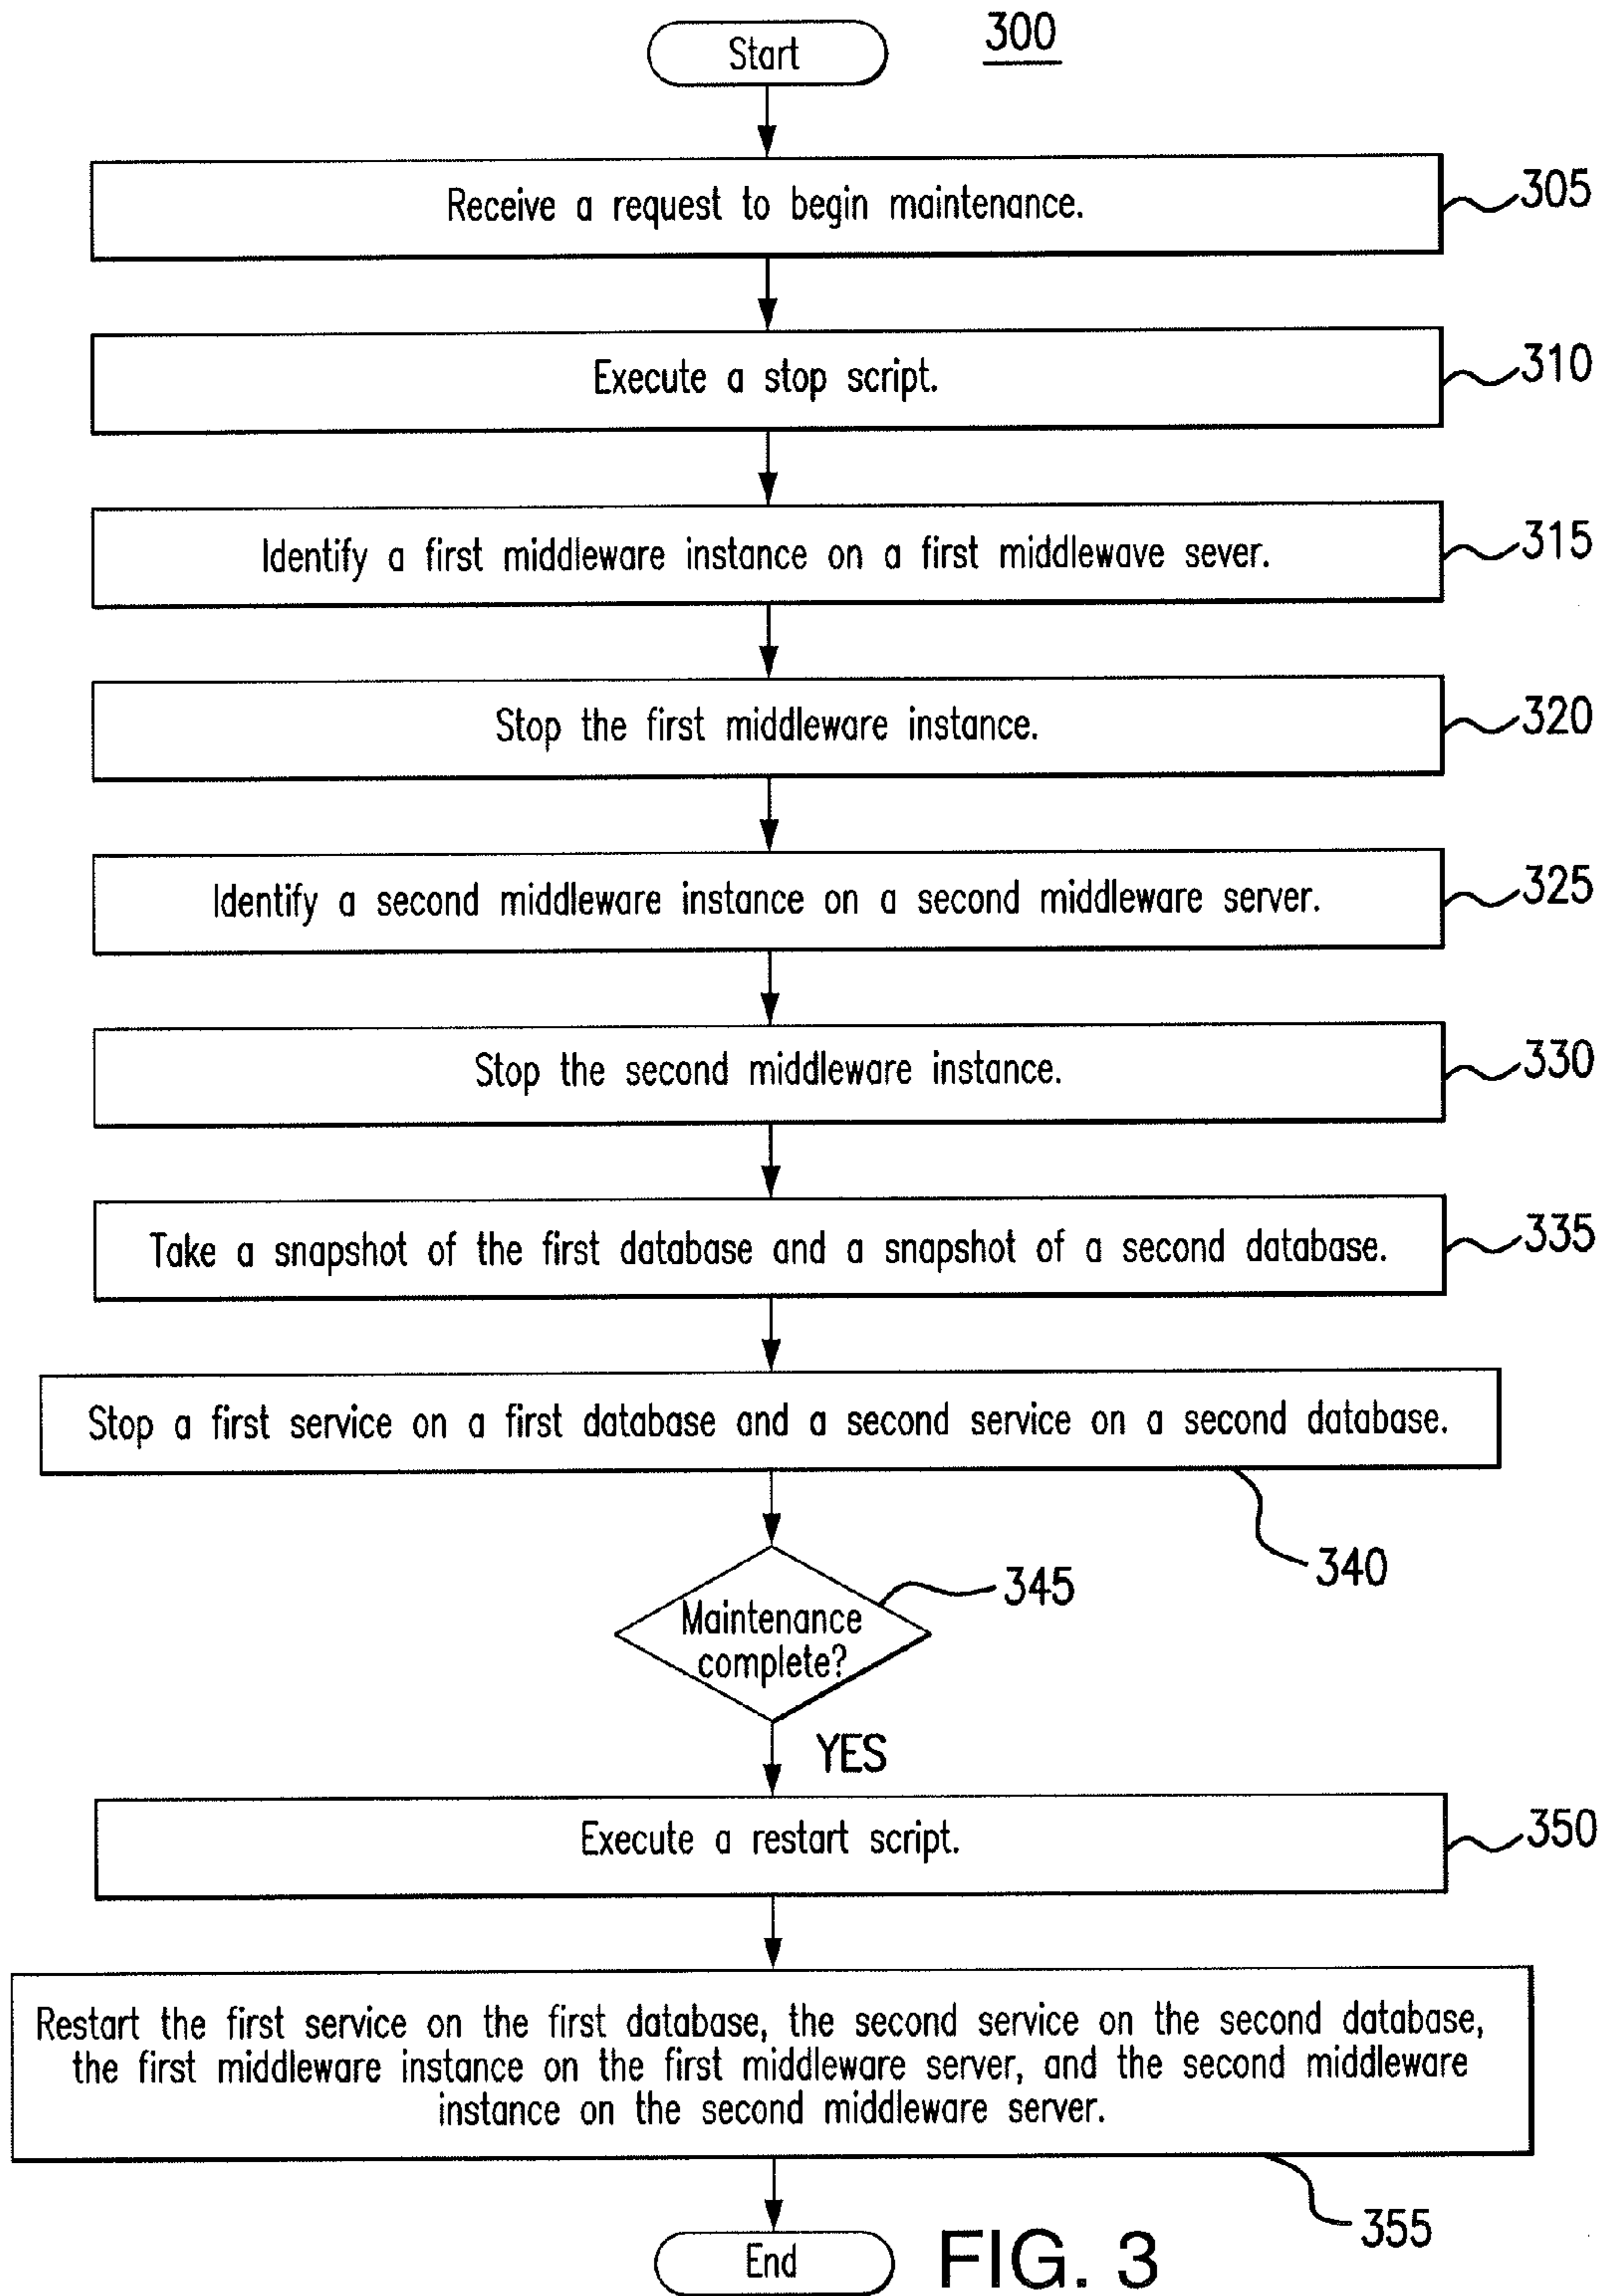 Start
300
Receive a request to begin maintenance.
305
Execute a stop script.
310
Identify a first middleware instance on a first middlewave sever.
315
Stop the first middleware instance.
320
Identify a second middleware instance on a second middleware server.
325
Stop the second middleware instance.
330
Take a snapshot of the first database and a snapshot of a second database.
335
Stop a first service on a first database and a second service on a second database.
340
Maintenance
complete?
345
YES
Execute a restart script.
350
Restart the first service on the first database, the second service on the second database,
the first middleware instance on the first middleware server, and the second middleware
instance on the second middleware server.
355
End
FIG. 3